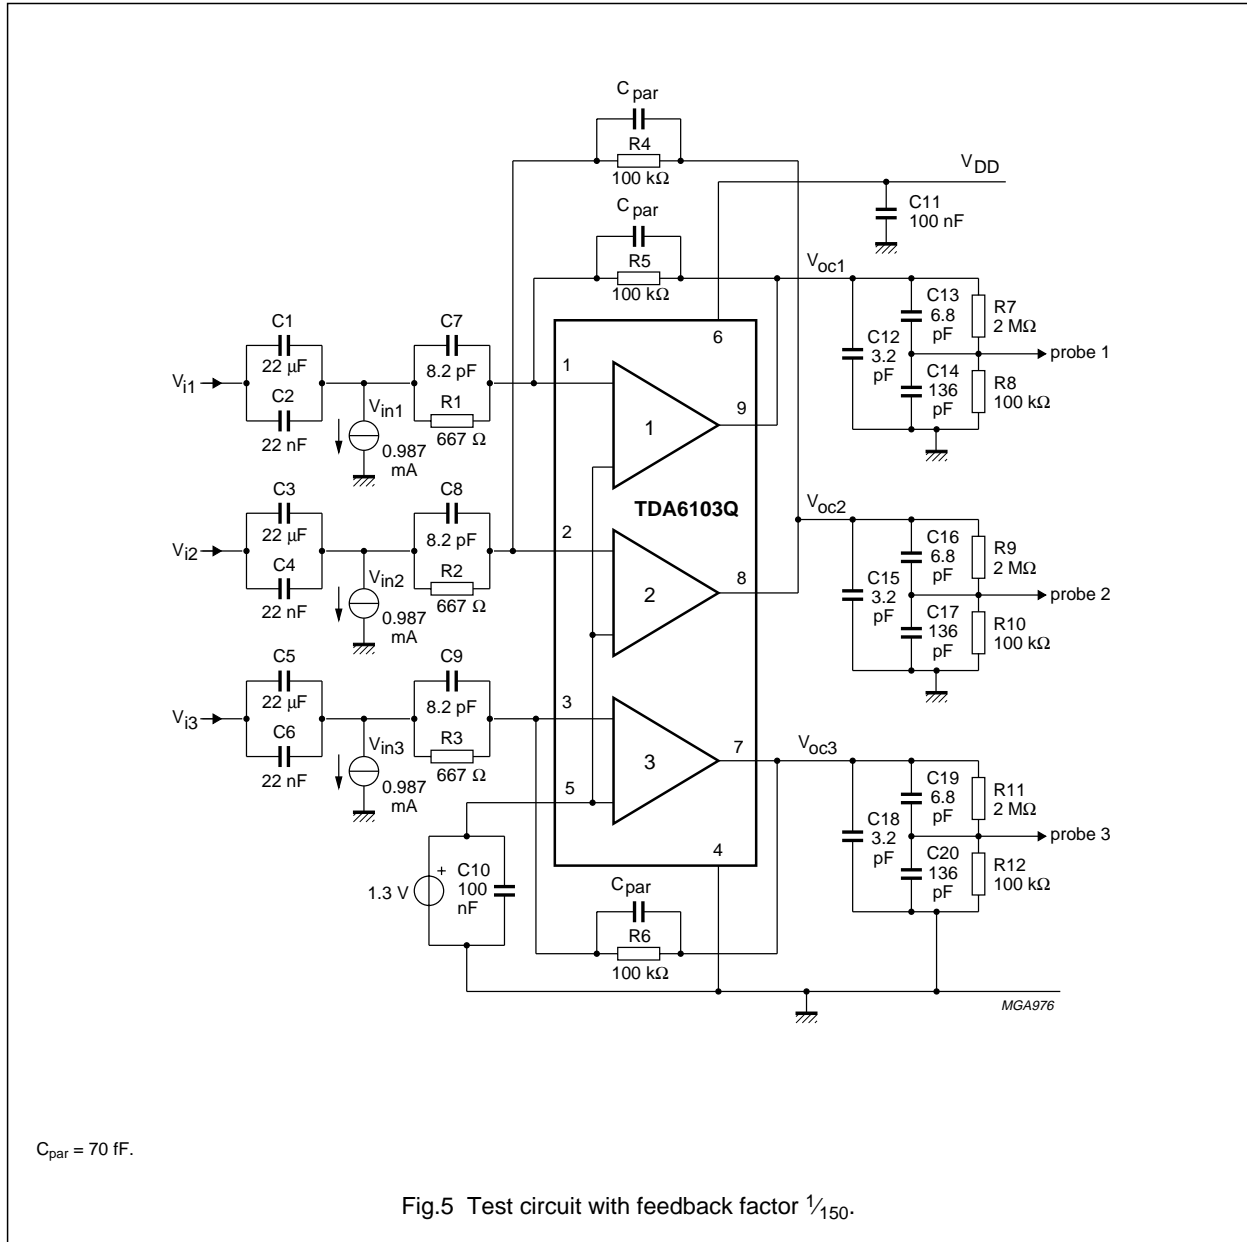 C par
R4
100 kΩ
V DD
C11
100 nF
C par
R5
100 kΩ
V oc1
C1
22 μF
C2
22 nF
V i1
C7
8.2 pF
R1
667 Ω
V in1
0.987
mA
1
6
1
9
C12
3.2
pF
C13
6.8
pF
C14
136
pF
R7
2 MΩ
R8
100 kΩ
probe 1
TDA6103Q
C3
22 μF
C4
22 nF
V i2
C8
8.2 pF
R2
667 Ω
V in2
0.987
mA
2
2
8
V oc2
C15
3.2
pF
C16
6.8
pF
C17
136
pF
R9
2 MΩ
R10
100 kΩ
probe 2
C5
22 μF
C6
22 nF
V i3
C9
8.2 pF
R3
667 Ω
V in3
0.987
mA
3
3
7
5
4
V oc3
C18
3.2
pF
C19
6.8
pF
C20
136
pF
R11
2 MΩ
R12
100 kΩ
probe 3
1.3 V
+
C10
100
nF
C par
R6
100 kΩ
MGA976
C par = 70 fF.
Fig.5 Test circuit with feedback factor 1/150.